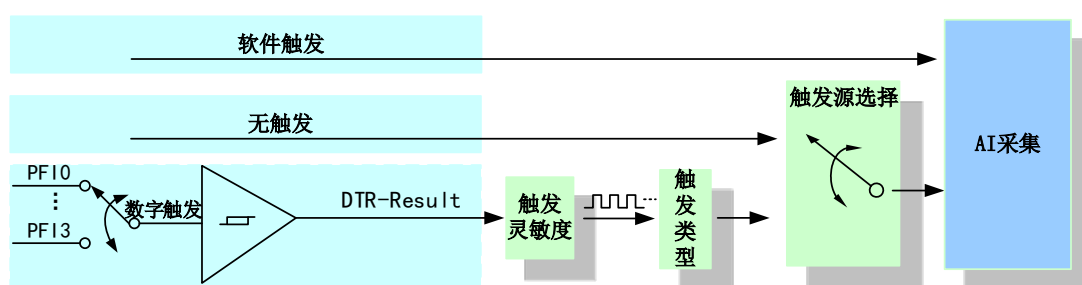 软件触发
无触发
触发源选择
AI采集
PFI0
PFI3
数字触发
DTR-Result
触发
灵敏度
触
发
类
型